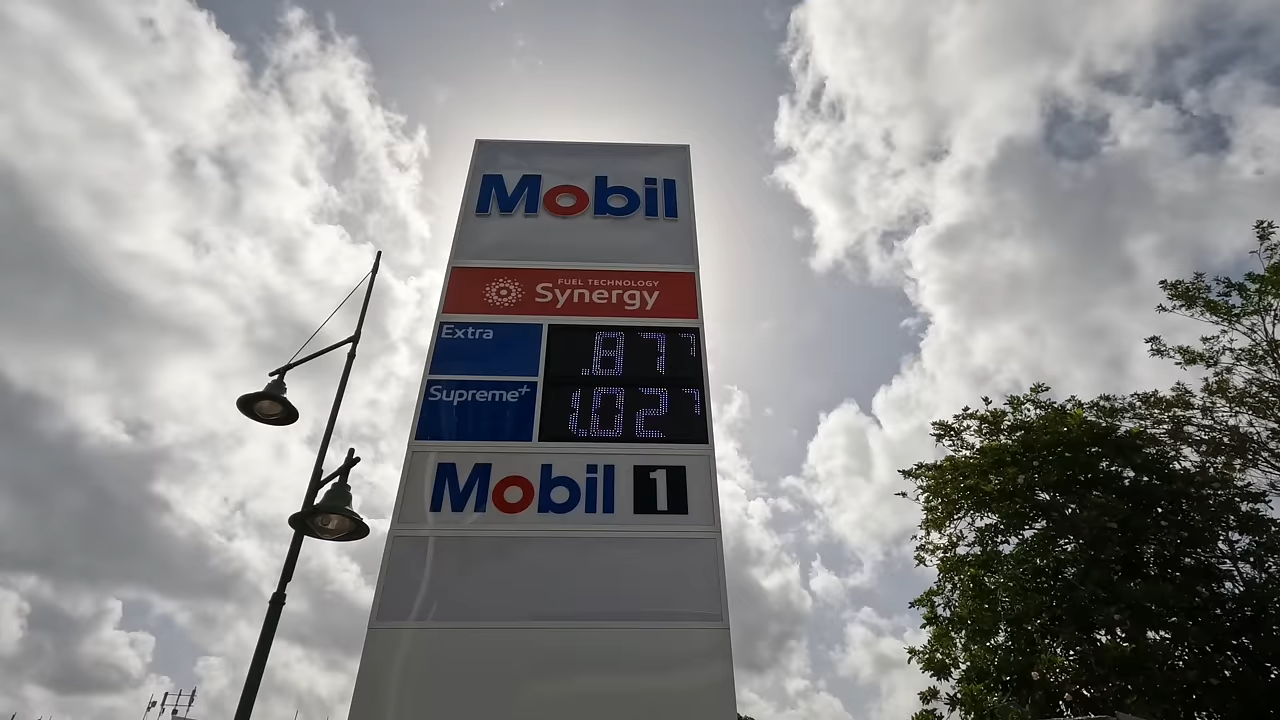 Mobil
FUEL TECHNOLOGY
Synergy
Extra .87⁷
Supreme+ 1.02⁷
Mobil 1